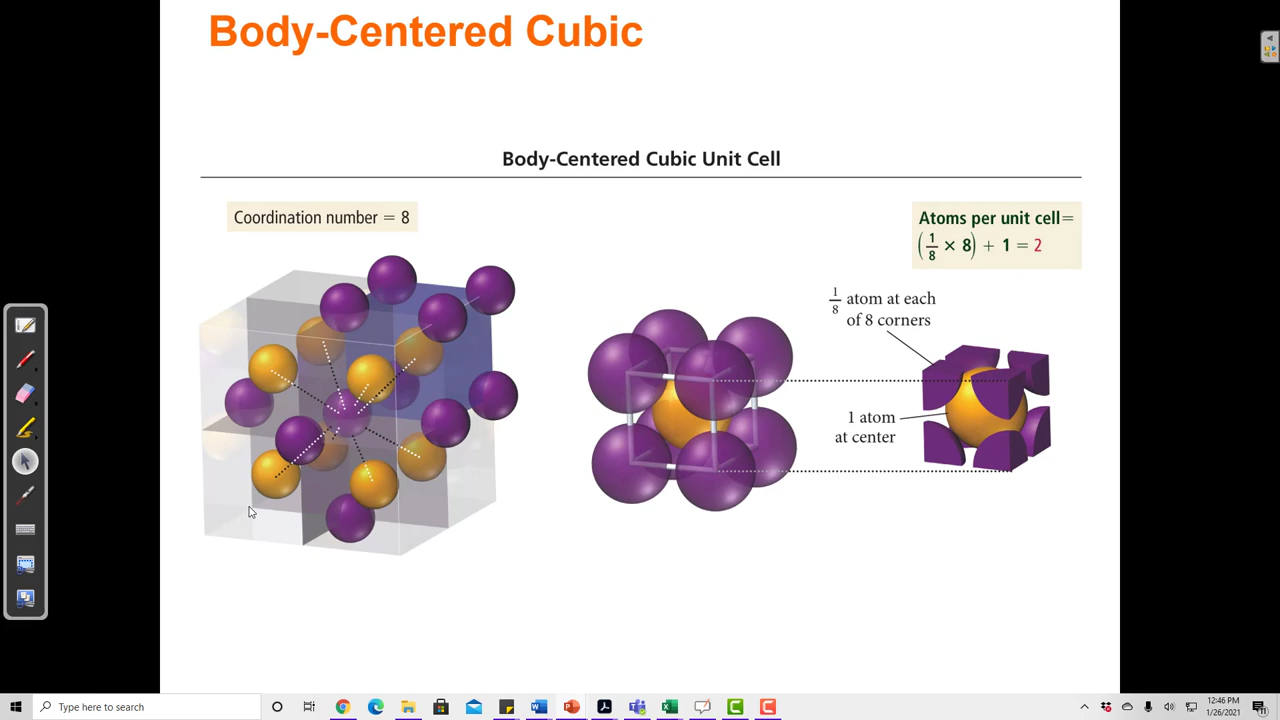 Body-Centered Cubic
Body-Centered Cubic Unit Cell
Coordination number = 8
Atoms per unit cell=
(1/8 × 8) + 1 = 2
1/8 atom at each
of 8 corners
1 atom
at center
Type here to search
12:46 PM
1/26/2021